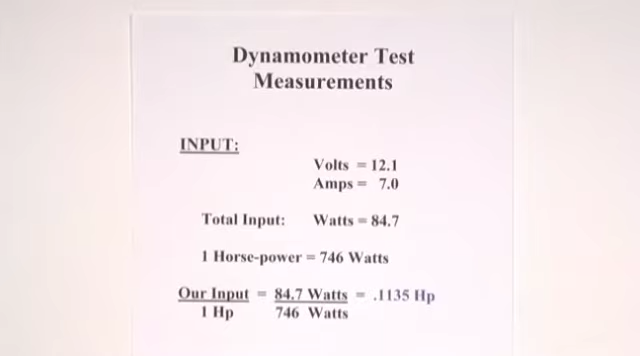 Dynamometer Test
Measurements
INPUT:
Volts = 12.1
Amps = 7.0
Total Input: Watts = 84.7
1 Horse-power = 746 Watts
Our Input = 84.7 Watts = .1135 Hp
1 Hp 746 Watts